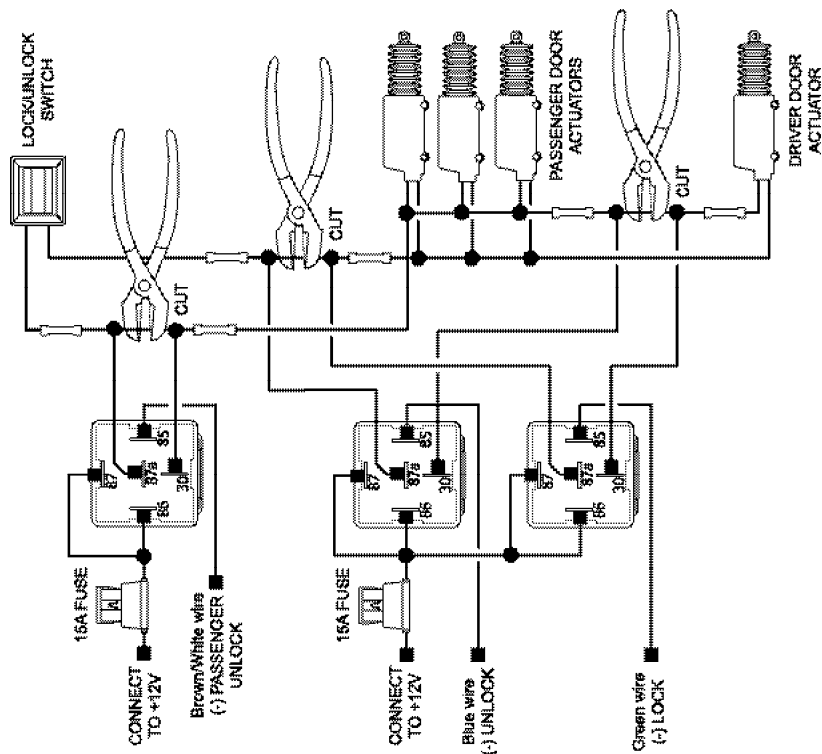 LOCK/UNLOCK
SWITCH
CUT
CUT
PASSENGER DOOR
ACTUATORS
CUT
DRIVER DOOR
ACTUATOR
85
87
87a
30
86
85
87
87a
30
86
85
87
87a
30
86
15A FUSE
CONNECT
TO +12V
Brown/White wire
(-) PASSENGER
UNLOCK
15A FUSE
CONNECT
TO +12V
Blue wire
(-) UNLOCK
Green wire
(-) LOCK